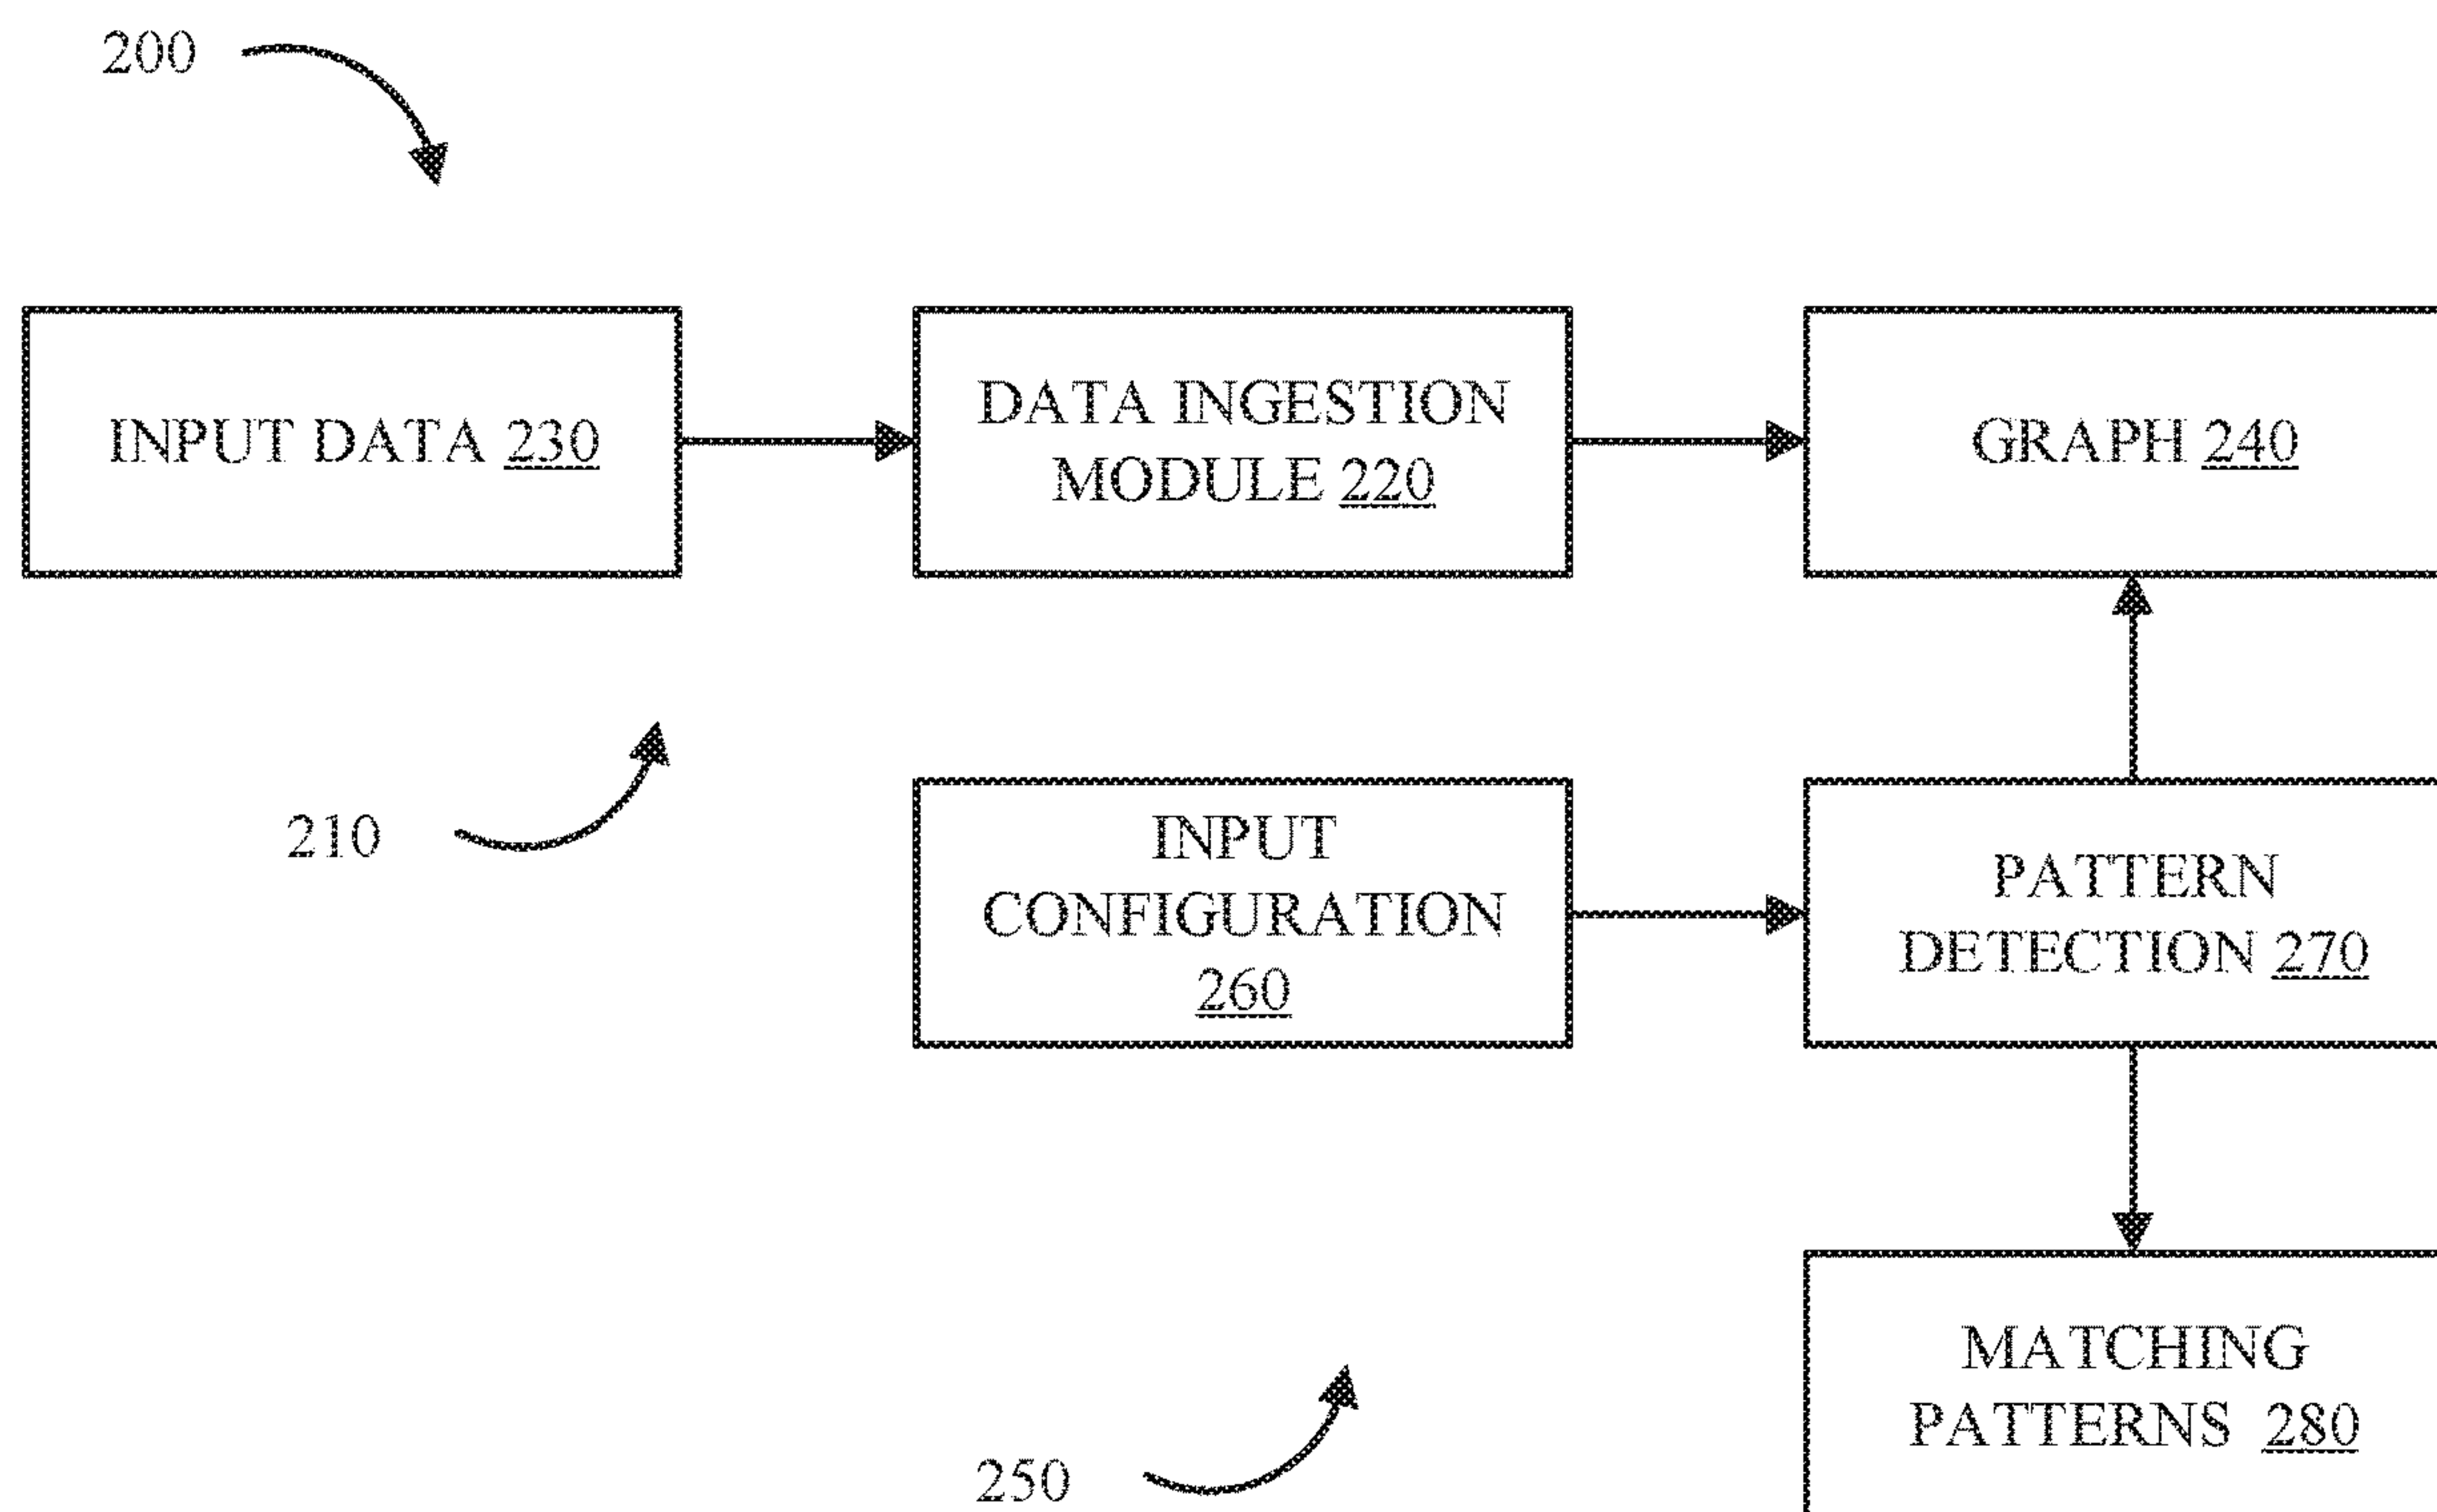 200
INPUT DATA 230
DATA INGESTION
MODULE 220
GRAPH 240
210
INPUT
CONFIGURATION
260
PATTERN
DETECTION 270
MATCHING
PATTERNS 280
250